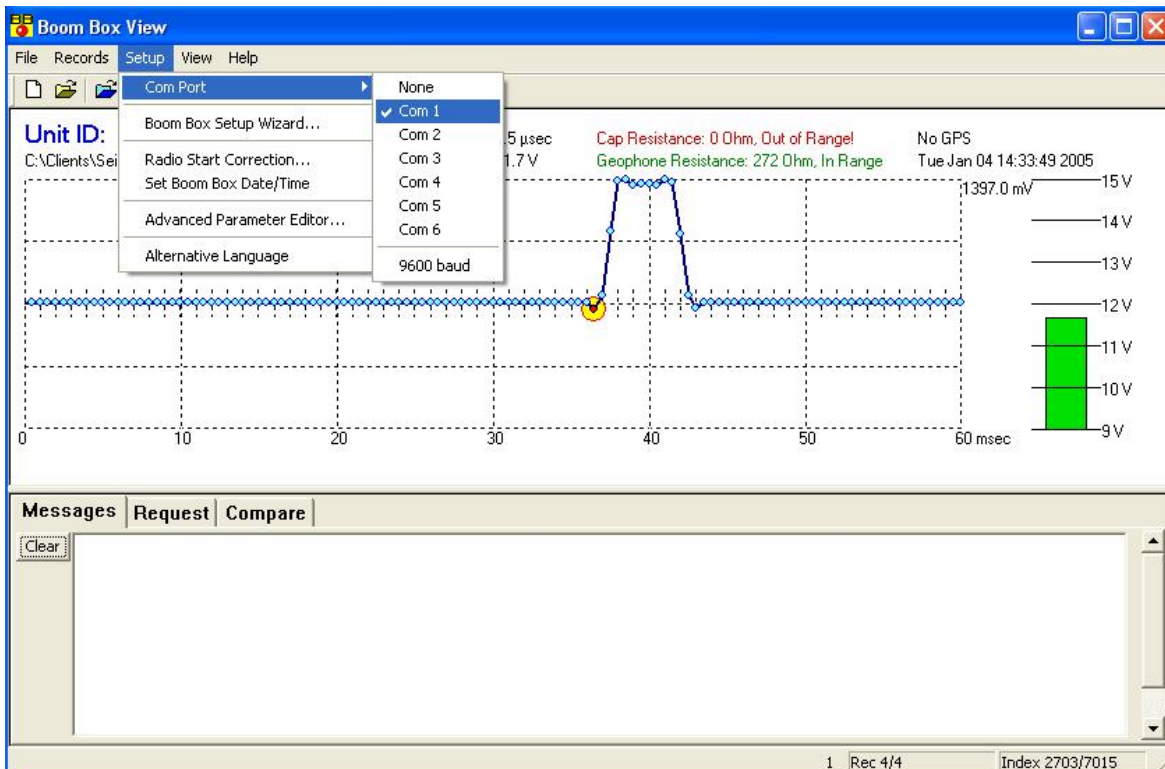 Boom Box View
File Records Setup View Help
Com Port
Boom Box Setup Wizard...
Radio Start Correction...
Set Boom Box Date/Time
Advanced Parameter Editor...
Alternative Language
None
Com 1
Com 2
Com 3
Com 4
Com 5
Com 6
9600 baud
Unit ID: .5 µsec Cap Resistance: 0 Ohm, Out of Range! No GPS
C:\Clients\Sei 1.7 V Geophone Resistance: 272 Ohm, In Range Tue Jan 04 14:33:49 2005
1397.0 mV 15 V
14 V
13 V
12 V
11 V
10 V
9 V
0 10 20 30 40 50 60 msec
Messages Request Compare
Clear
1 Rec 4/4 Index 2703/7015